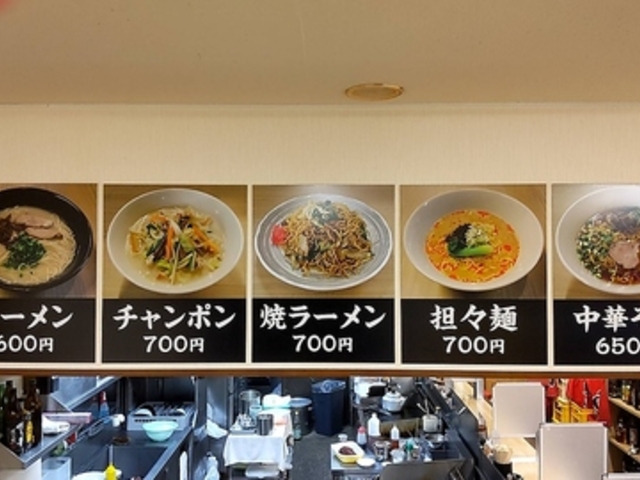 ーメン
600円
チャンポン
700円
焼ラーメン
700円
担々麺
700円
中華そ
650